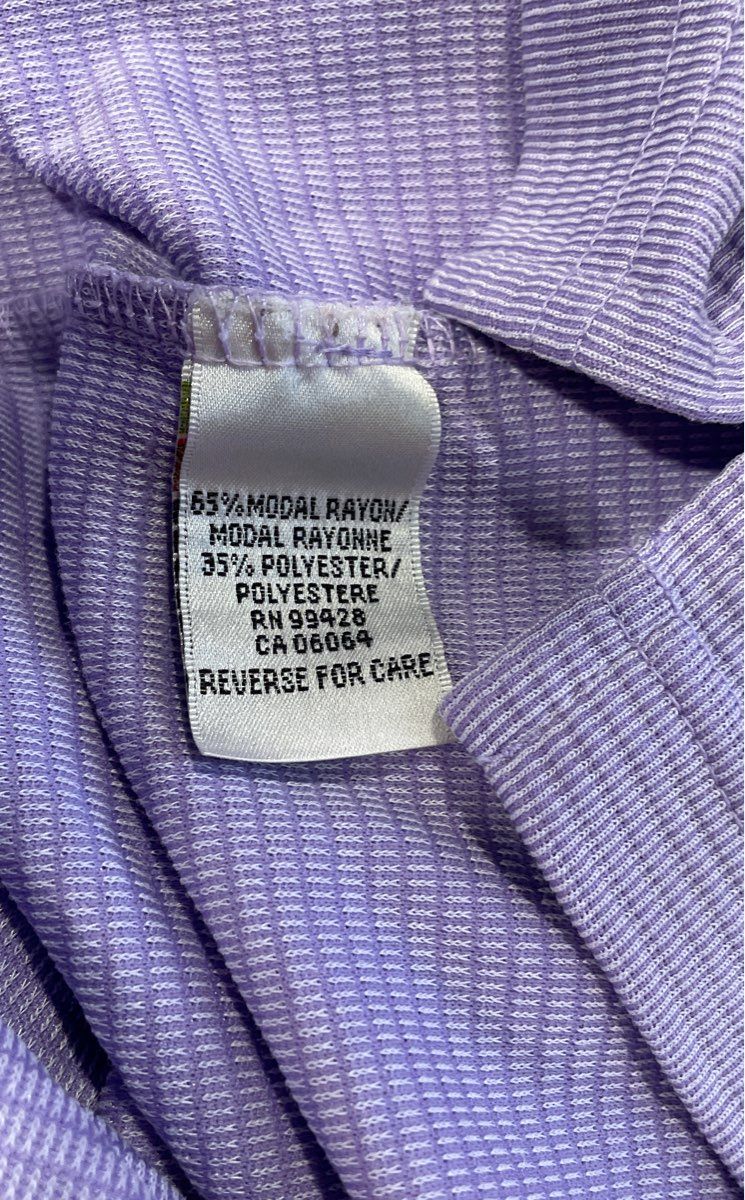 65% MODAL RAYON/
MODAL RAYONNE
35% POLYESTER/
POLYESTERE
RN 99428
CA 06064
REVERSE FOR CARE